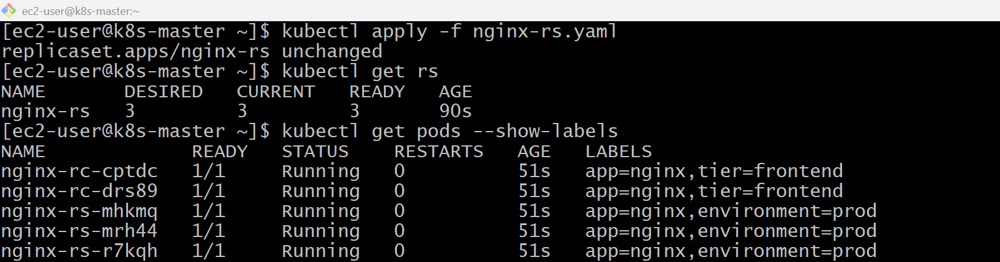 ec2-user@k8s-master:~
[ec2-user@k8s-master ~]$ kubectl apply -f nginx-rs.yaml
replicaset.apps/nginx-rs unchanged
[ec2-user@k8s-master ~]$ kubectl get rs
NAME       DESIRED   CURRENT   READY   AGE
nginx-rs   3         3         3       90s
[ec2-user@k8s-master ~]$ kubectl get pods --show-labels
NAME             READY   STATUS    RESTARTS   AGE   LABELS
nginx-rc-cptdc   1/1     Running   0          51s   app=nginx,tier=frontend
nginx-rc-drs89   1/1     Running   0          51s   app=nginx,tier=frontend
nginx-rs-mhkmq   1/1     Running   0          51s   app=nginx,environment=prod
nginx-rs-mrh44   1/1     Running   0          51s   app=nginx,environment=prod
nginx-rs-r7kqh   1/1     Running   0          51s   app=nginx,environment=prod